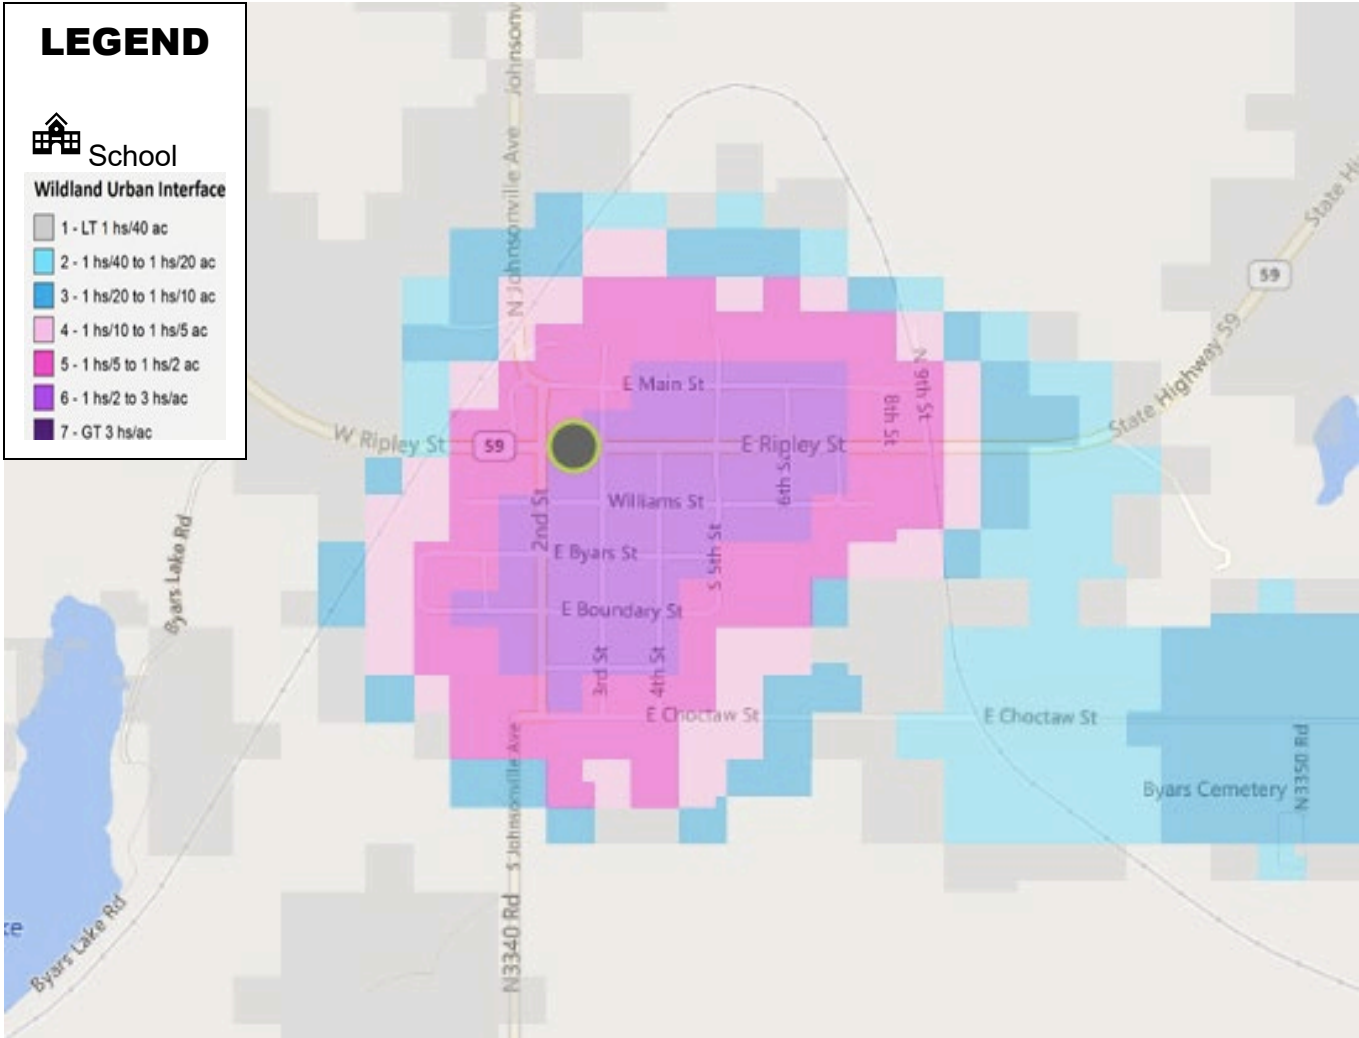 LEGEND
School
Wildland Urban Interface
1 - LT 1 hs/40 ac
2 - 1 hs/40 to 1 hs/20 ac
3 - 1 hs/20 to 1 hs/10 ac
4 - 1 hs/10 to 1 hs/5 ac
5 - 1 hs/5 to 1 hs/2 ac
6 - 1 hs/2 to 3 hs/ac
7 - GT 3 hs/ac
Johnsonv
N Johnsonville Ave
State Hi
59
State Highway 59
E Main St
N 9th St
8th St
W Ripley St
59
E Ripley St
6th St
Williams St
2nd St
E Byars St
S 5th St
E Boundary St
3rd St
4th St
E Choctaw St
E Choctaw St
Byars Lake Rd
S Johnsonville Ave
Byars Cemetery
N3350 Rd
N3340 Rd
ke
Byars Lake Rd